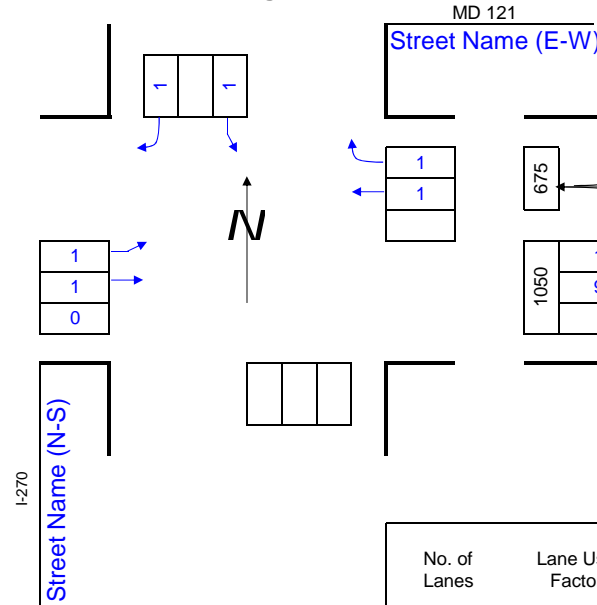 MD 121
Street Name (E-W)
1 1
1
1
675
N
1
1
0
1050
I-270
Street Name (N-S)
No. of
Lanes
Lane